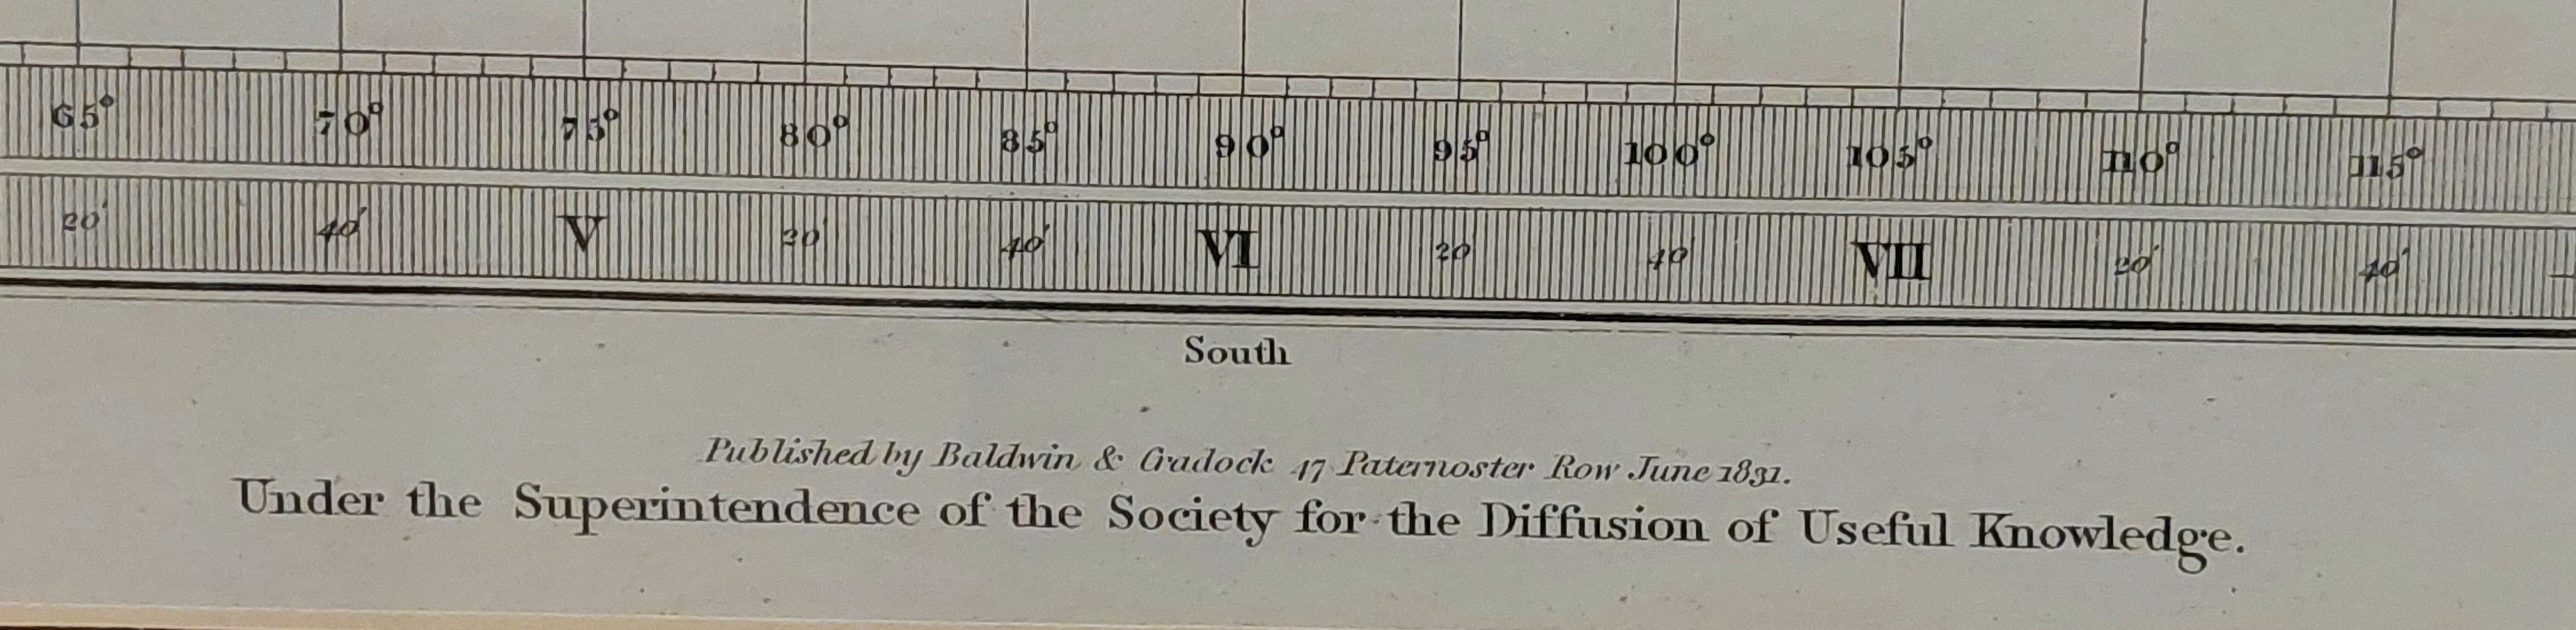 65° 70° 75° 80° 85° 90° 95° 100° 105° 110° 115°
20' 40' V 20' 40' VI 20' 40' VII 20' 40'
South
Published by Baldwin & Cradock 47 Paternoster Row June 1831.
Under the Superintendence of the Society for the Diffusion of Useful Knowledge.